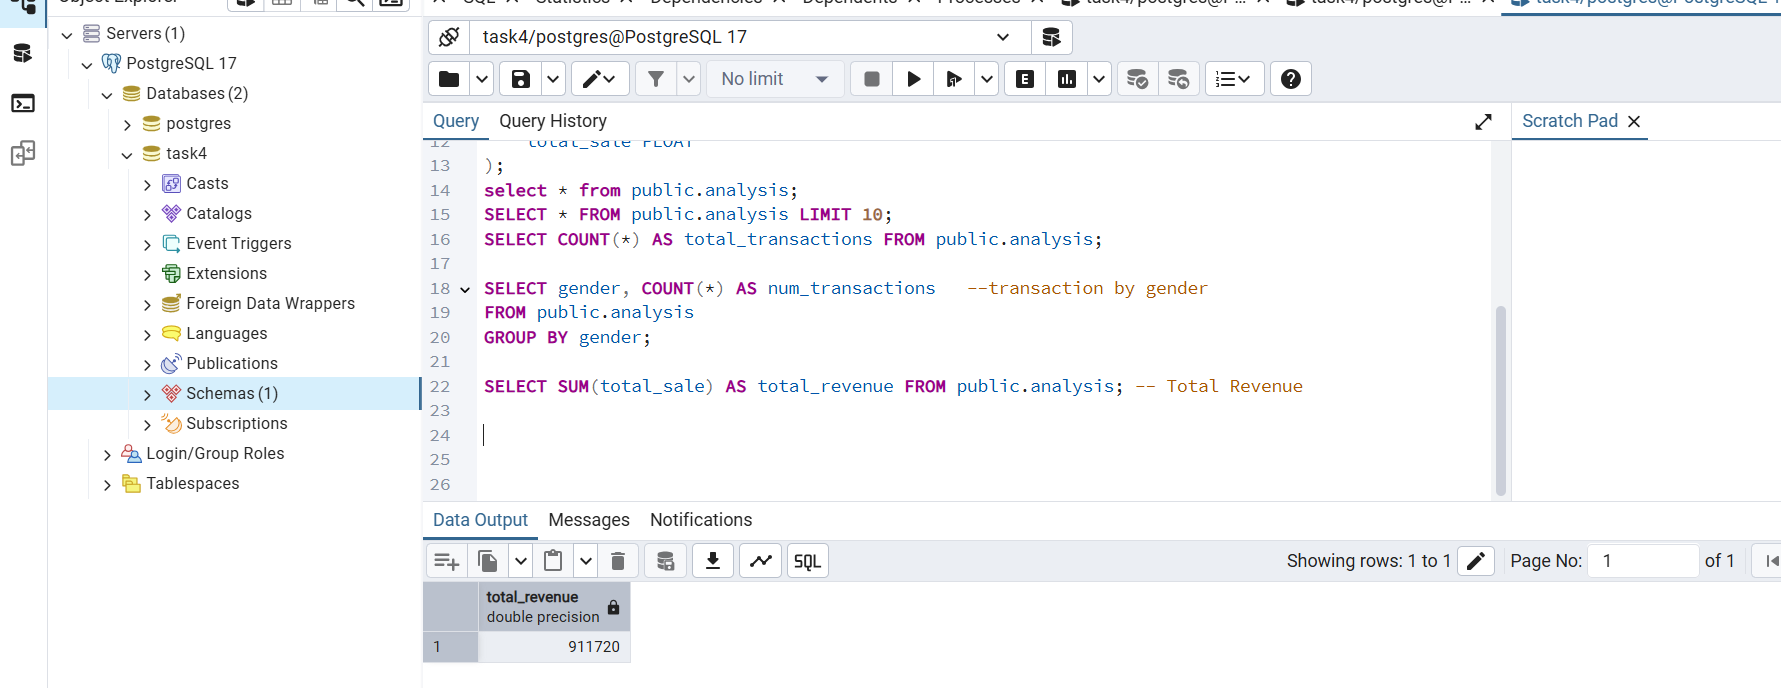 Object Explorer
SQL
Statistics
Dependencies
Dependents
Processes
task4/postgres@P...
task4/postgres@P...
task4/postgres@PostgreSQL 1
Servers (1)
PostgreSQL 17
Databases (2)
postgres
task4
Casts
Catalogs
Event Triggers
Extensions
Foreign Data Wrappers
Languages
Publications
Schemas (1)
Subscriptions
Login/Group Roles
Tablespaces
task4/postgres@PostgreSQL 17
No limit
E
Query
Query History
Scratch Pad
12 total_sale FLOAT
13 );
14 select * from public.analysis;
15 SELECT * FROM public.analysis LIMIT 10;
16 SELECT COUNT(*) AS total_transactions FROM public.analysis;
17
18 SELECT gender, COUNT(*) AS num_transactions --transaction by gender
19 FROM public.analysis
20 GROUP BY gender;
21
22 SELECT SUM(total_sale) AS total_revenue FROM public.analysis; -- Total Revenue
23
24
25
26
Data Output
Messages
Notifications
SQL
Showing rows: 1 to 1
Page No: 1 of 1
total_revenue
double precision
1 911720